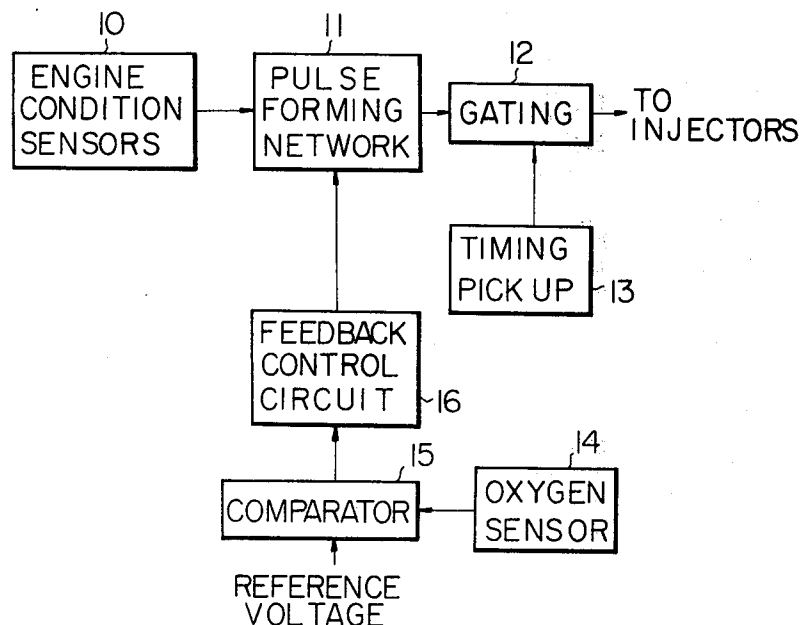 10
ENGINE
CONDITION
SENSORS
11
PULSE
FORMING
NETWORK
12
GATING
TO
INJECTORS
TIMING
PICK UP
13
FEEDBACK
CONTROL
CIRCUIT
16
15
COMPARATOR
14
OXYGEN
SENSOR
REFERENCE
VOLTAGE